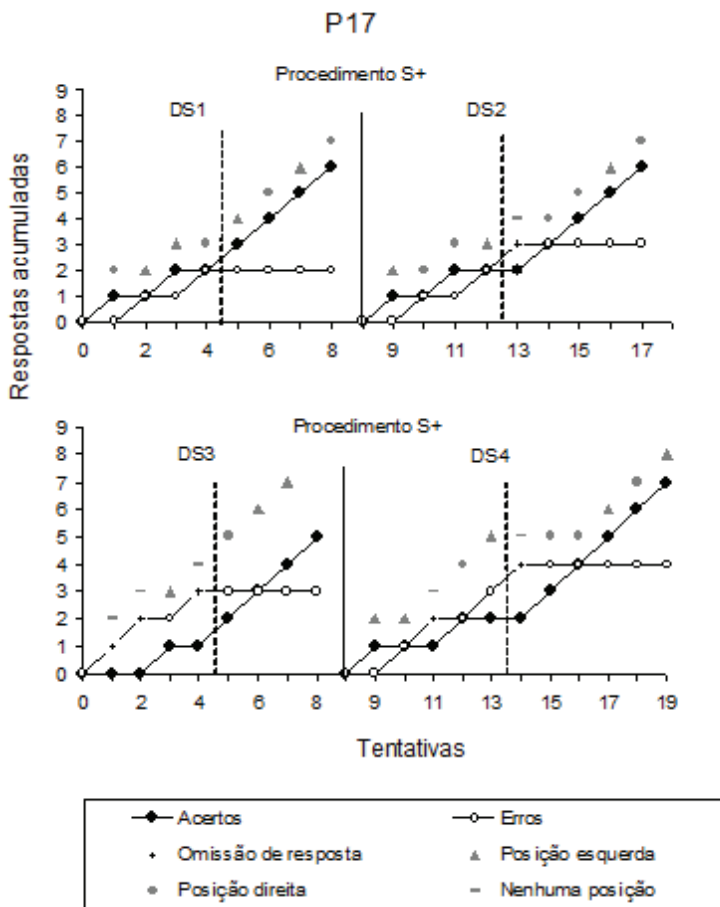 P17
Procedimento S+
DS1 DS2
Respostas acumuladas
9
8
7
6
5
4
3
2
1
0
0 2 4 6 8 9 11 13 15 17
Procedimento S+
DS3 DS4
9
8
7
6
5
4
3
2
1
0
0 2 4 6 8 9 11 13 15 17 19
Tentativas
Acertos Erros
Omissão de resposta Posição esquerda
Posição direita Nenhuma posição